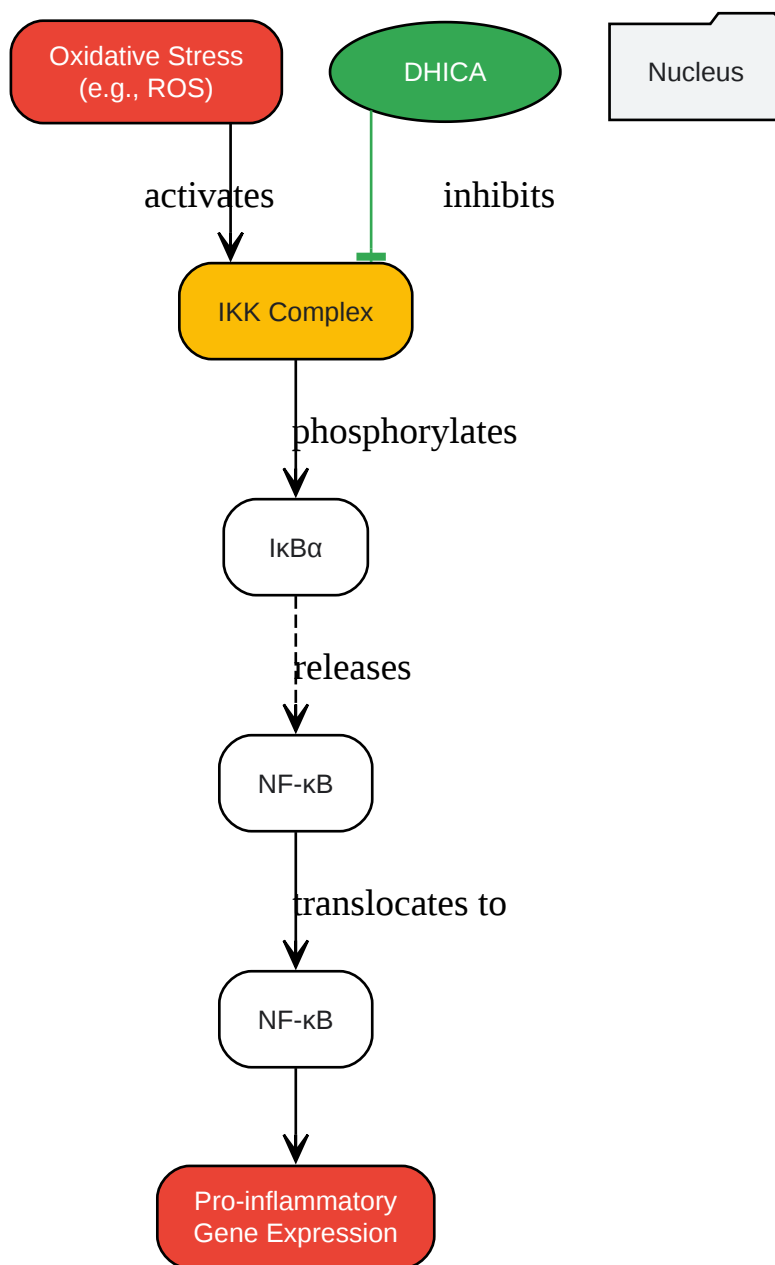 Oxidative Stress
(e.g., ROS)
DHICA
Nucleus
activates
inhibits
IKK Complex
phosphorylates
IκBα
releases
NF-κB
translocates to
NF-κB
Pro-inflammatory
Gene Expression